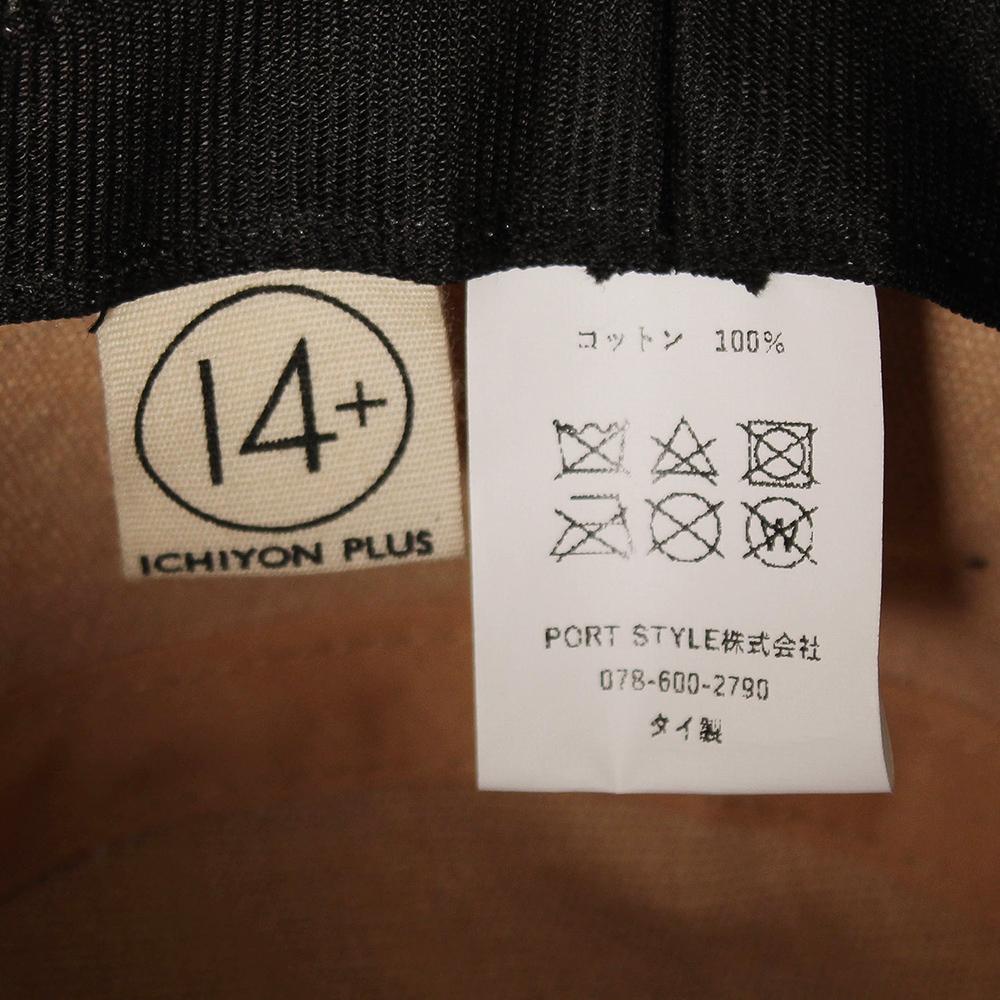 14+
ICHIYON PLUS
コットン 100%
W
PORT STYLE株式会社
078-600-2790
タイ製